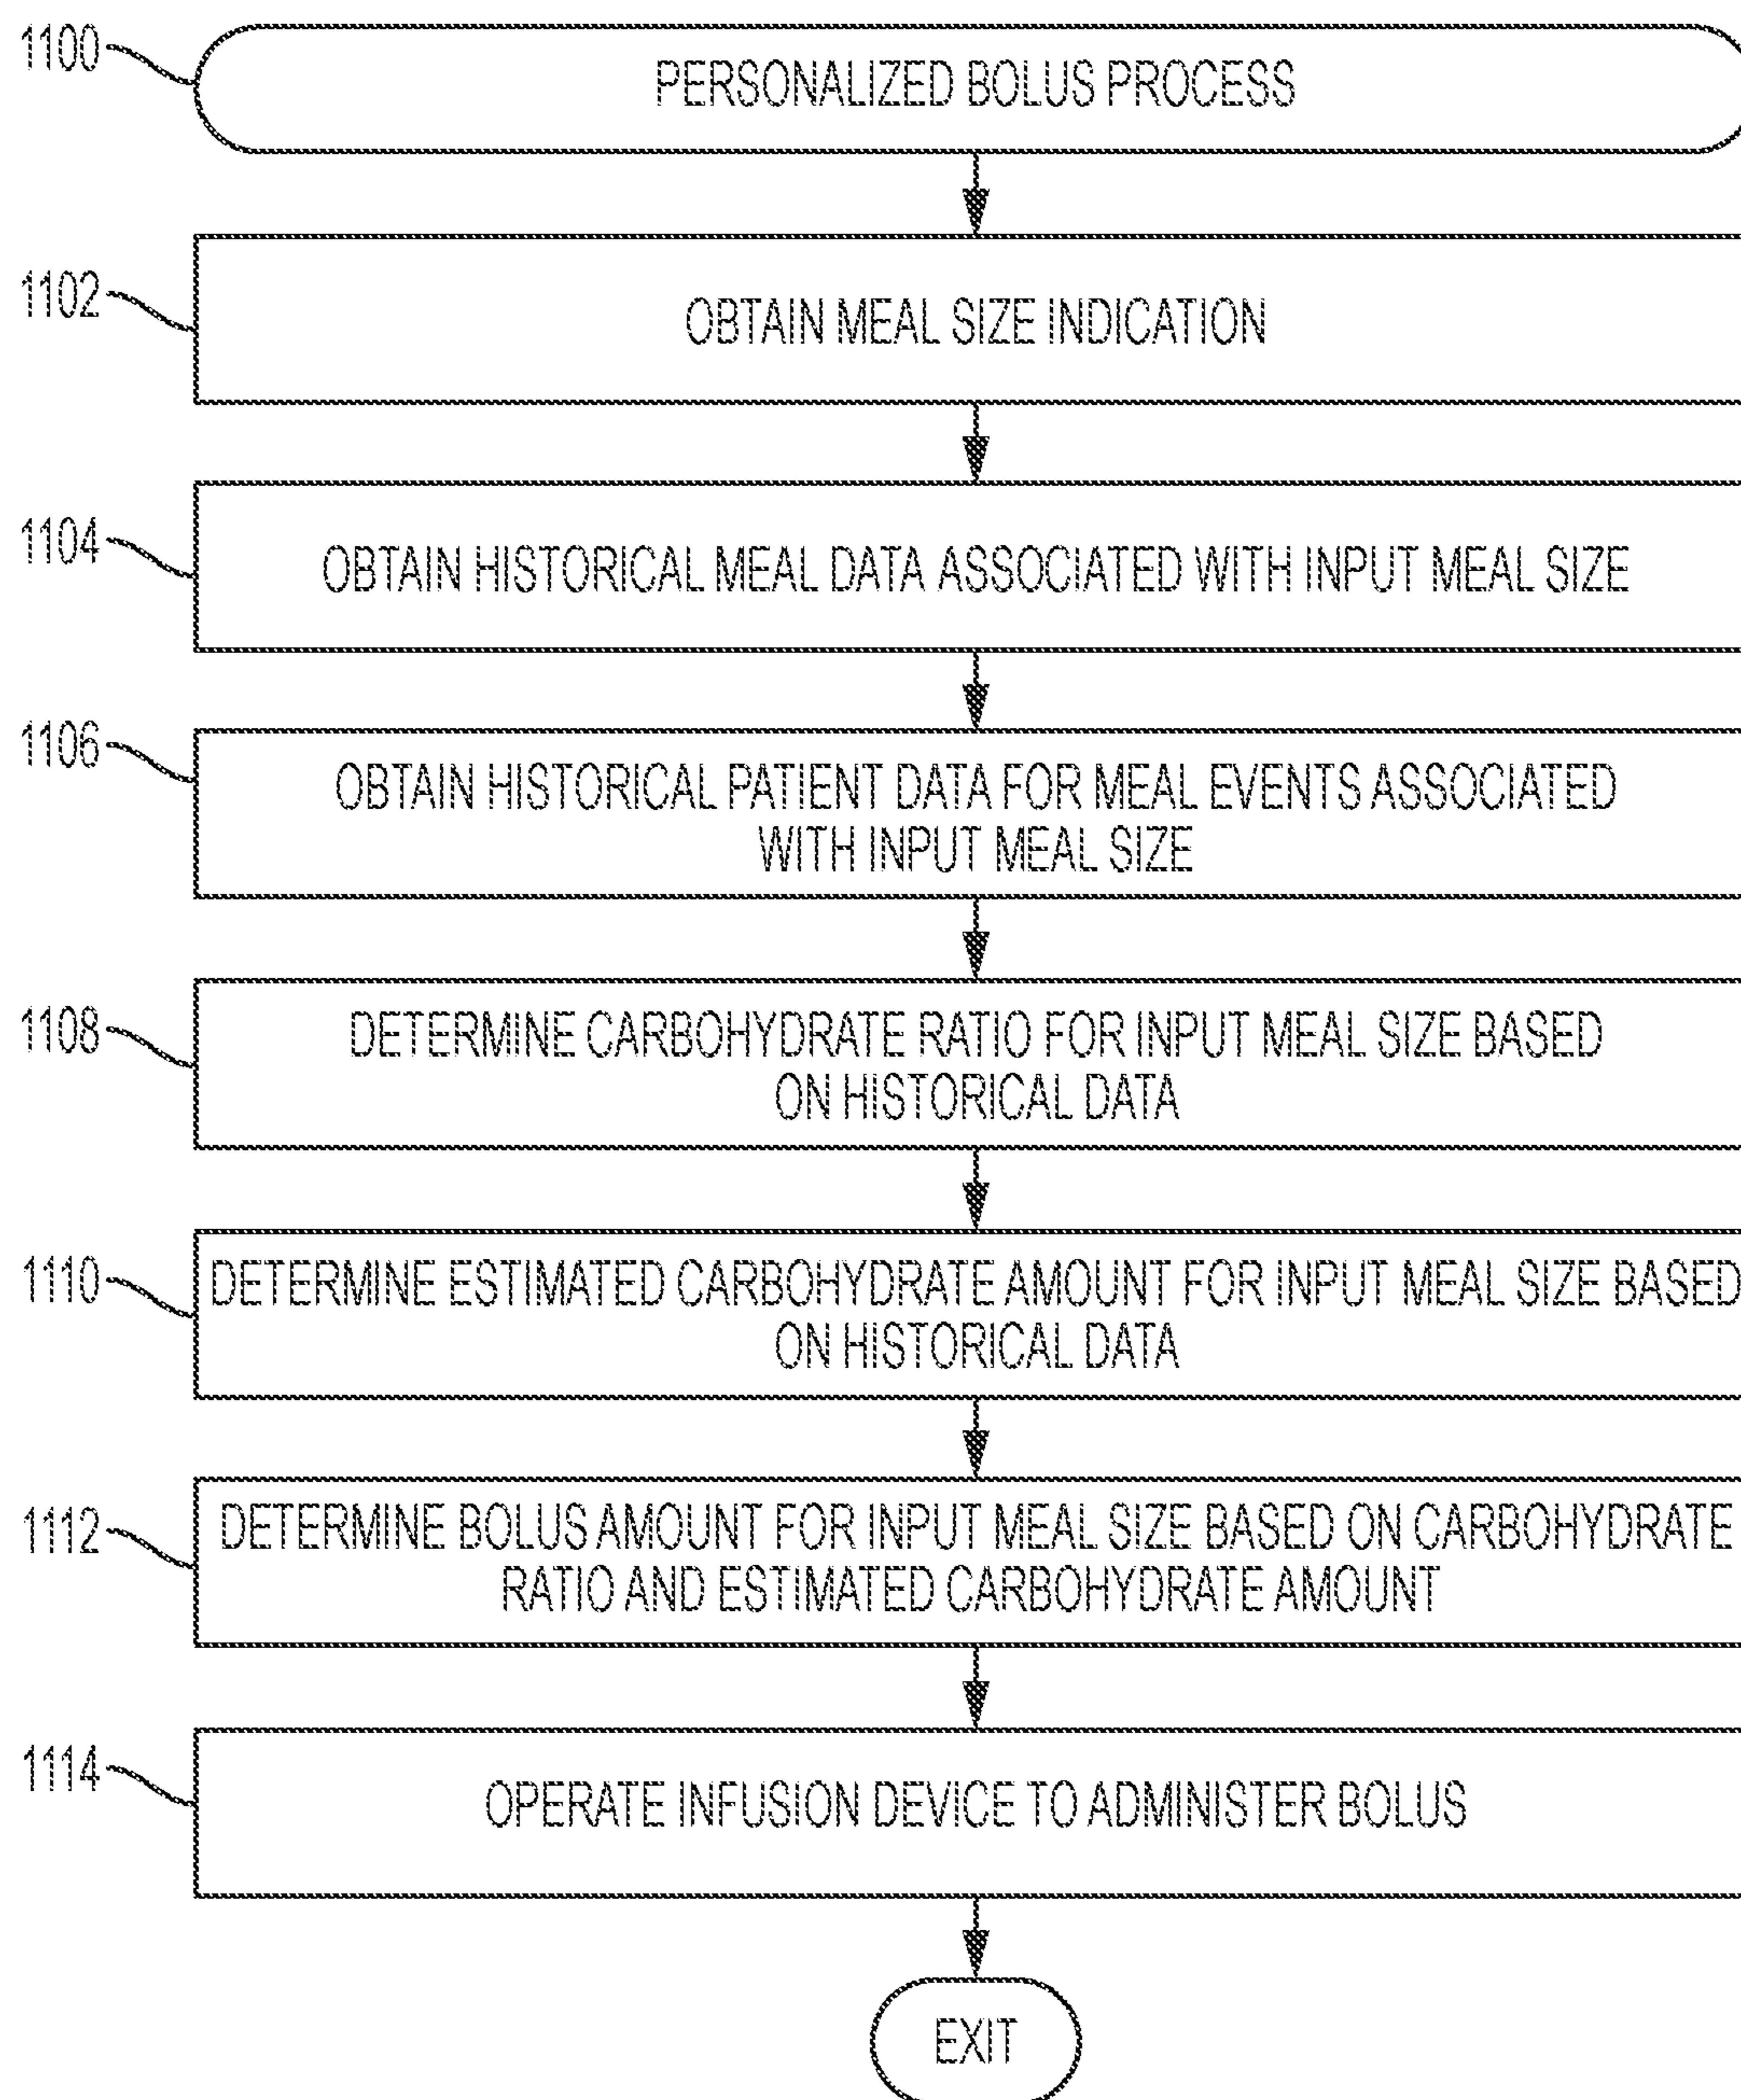 1100
PERSONALIZED BOLUS PROCESS
1102
OBTAIN MEAL SIZE INDICATION
1104
OBTAIN HISTORICAL MEAL DATA ASSOCIATED WITH INPUT MEAL SIZE
1106
OBTAIN HISTORICAL PATIENT DATA FOR MEAL EVENTS ASSOCIATED
WITH INPUT MEAL SIZE
1108
DETERMINE CARBOHYDRATE RATIO FOR INPUT MEAL SIZE BASED
ON HISTORICAL DATA
1110
DETERMINE ESTIMATED CARBOHYDRATE AMOUNT FOR INPUT MEAL SIZE BASED
ON HISTORICAL DATA
1112
DETERMINE BOLUS AMOUNT FOR INPUT MEAL SIZE BASED ON CARBOHYDRATE
RATIO AND ESTIMATED CARBOHYDRATE AMOUNT
1114
OPERATE INFUSION DEVICE TO ADMINISTER BOLUS
EXIT